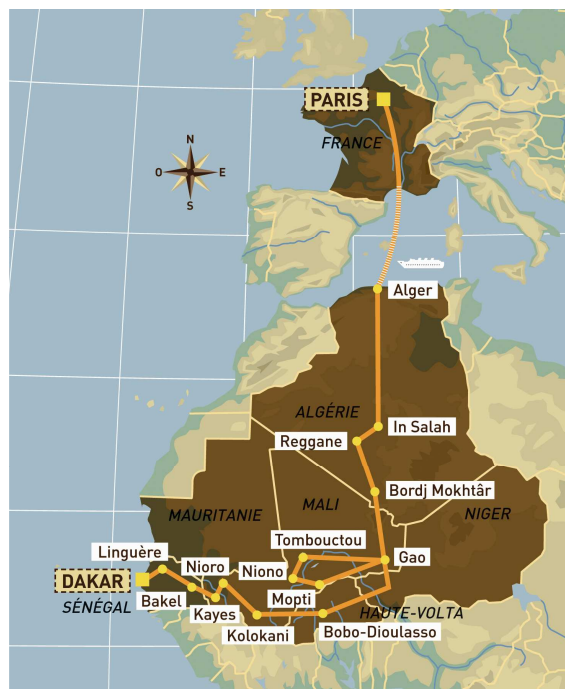 PARIS
FRANCE
N
O
E
S
Alger
ALGÉRIE
In Salah
Reggane
Bordj Mokhtâr
MAURITANIE
MALI
NIGER
Tombouctou
Linguère
Nioro
Niono
Gao
DAKAR
SÉNÉGAL
Bakel
Kayes
Mopti
HAUTE-VOLTA
Kolokani
Bobo-Dioulasso